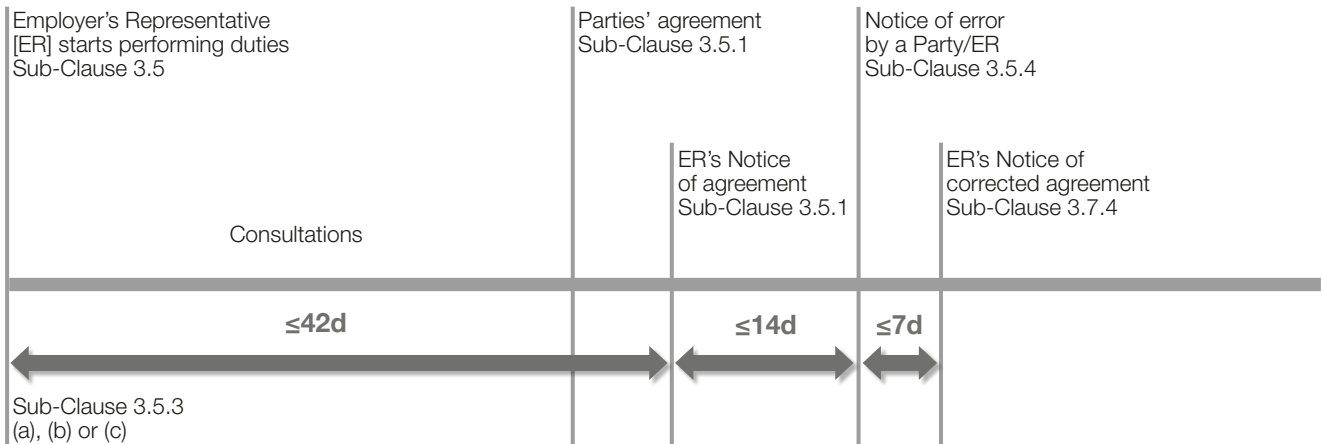 Employer’s Representative
[ER] starts performing duties
Sub-Clause 3.5
Parties’ agreement
Sub-Clause 3.5.1
Notice of error
by a Party/ER
Sub-Clause 3.5.4
ER’s Notice
of agreement
Sub-Clause 3.5.1
ER’s Notice of
corrected agreement
Sub-Clause 3.7.4
Consultations
≤42d
≤14d
≤7d
Sub-Clause 3.5.3
(a), (b) or (c)